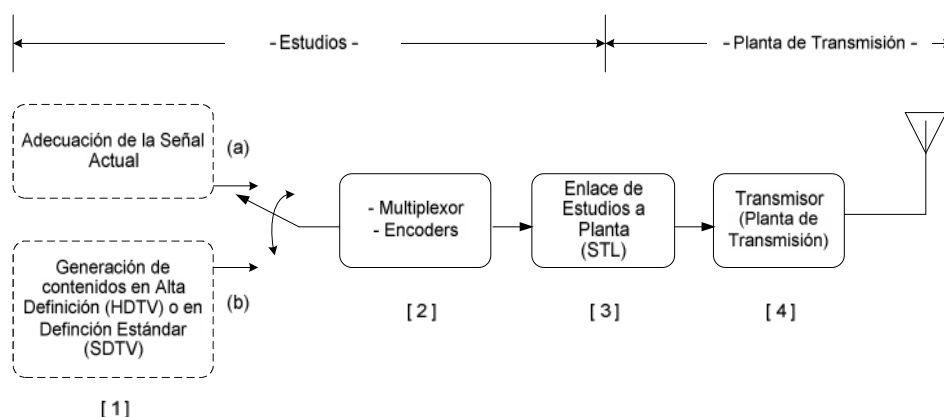 - Estudios -
- Planta de Transmisión -
Adecuación de la Señal
Actual
(a)
Generación de
contenidos en Alta
Definición (HDTV) o en
Definción Estándar
(SDTV)
(b)
[ 1 ]
- Multiplexor
- Encoders
[ 2 ]
Enlace de
Estudios a
Planta
(STL)
[ 3 ]
Transmisor
(Planta de
Transmisión)
[ 4 ]